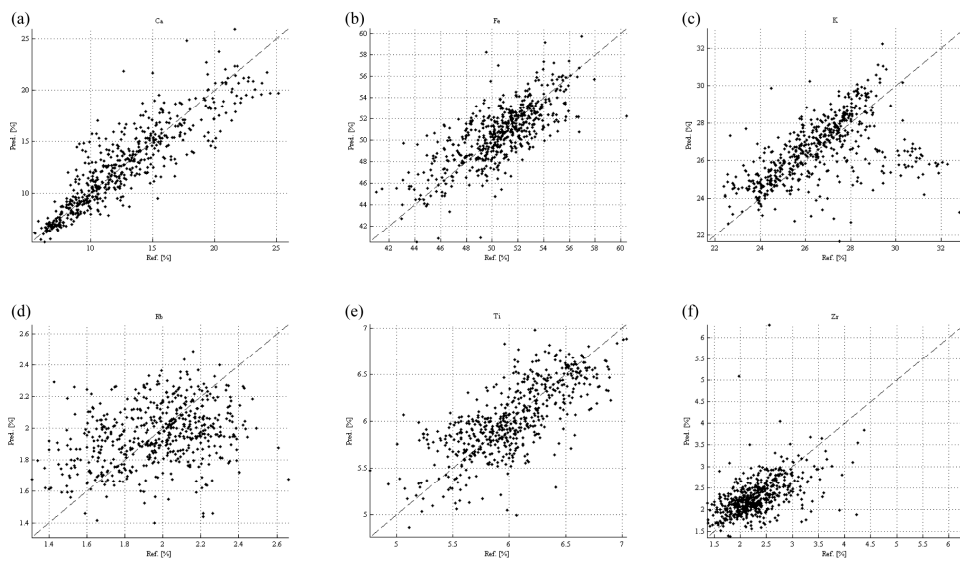 (a)
Ca
25
20
15
10
Pred. [%]
10 15 20 25
Ref. [%]
(b)
Fe
60
58
56
54
52
50
48
46
44
42
Pred. [%]
42 44 46 48 50 52 54 56 58 60
Ref. [%]
(c)
K
32
30
28
26
24
22
Pred. [%]
22 24 26 28 30 32
Ref. [%]
(d)
Rb
2.6
2.4
2.2
2
1.8
1.6
1.4
Pred. [%]
1.4 1.6 1.8 2 2.2 2.4 2.6
Ref. [%]
(e)
Ti
7
6.5
6
5.5
5
Pred. [%]
5 5.5 6 6.5 7
Ref. [%]
(f)
Zr
6
5.5
5
4.5
4
3.5
3
2.5
2
1.5
Pred. [%]
1.5 2 2.5 3 3.5 4 4.5 5 5.5 6
Ref. [%]